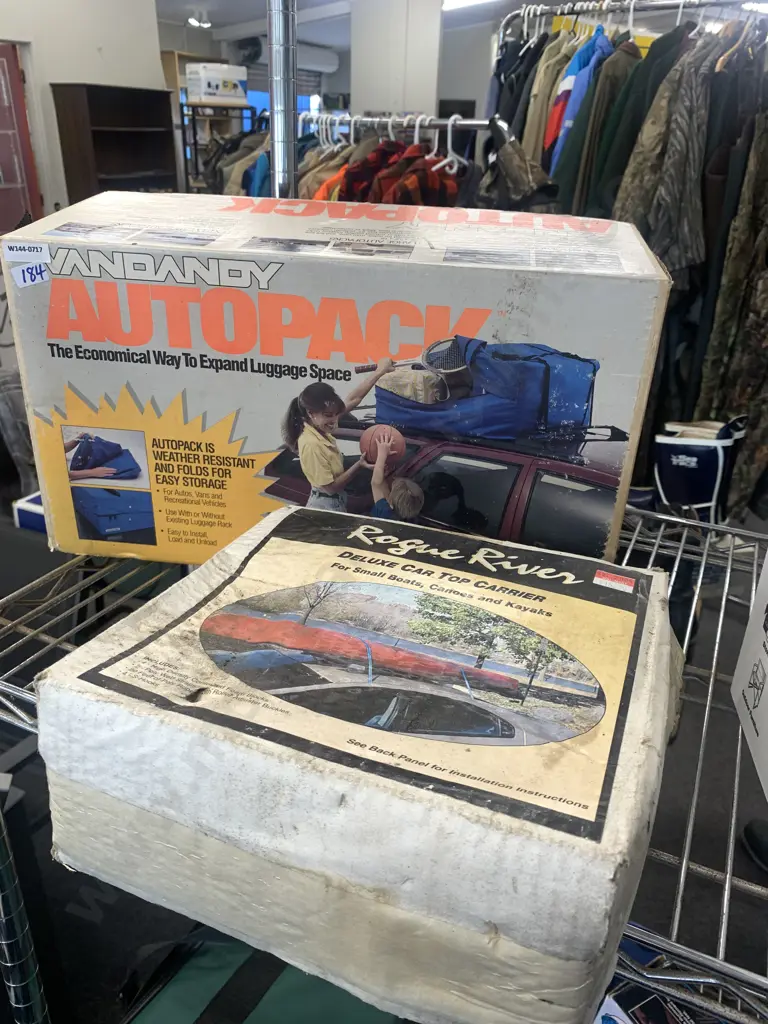 AUTOPACK
W144-0717
184
VANDANDY
AUTOPACK
The Economical Way To Expand Luggage Space
AUTOPACK IS
WEATHER RESISTANT
AND FOLDS FOR
EASY STORAGE
• For Autos, Vans and
Recreational Vehicles
• Use With or Without
Existing Luggage Rack
• Easy to Install,
Load and Unload
Rogue River
DELUXE CAR TOP CARRIER
For Small Boats, Canoes and Kayaks
INCLUDES:
See Back Panel for Installation Instructions